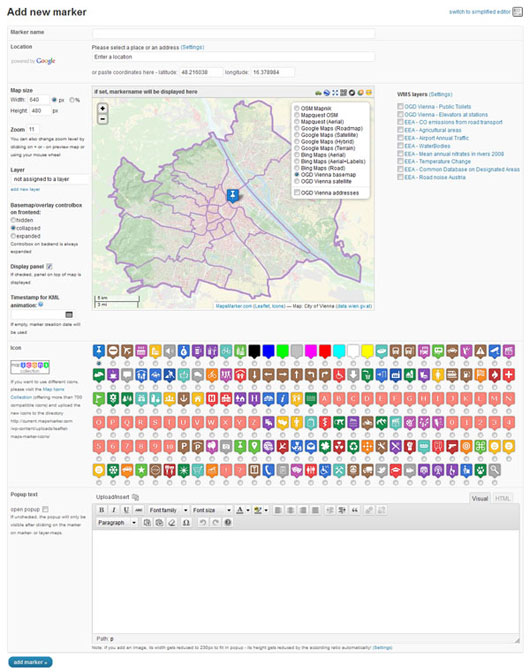 Add new marker
switch to simplified editor
Marker name
Location
powered by Google
Please select a place or an address (Settings)
Enter a location
or paste coordinates here - latitude: 48.216038 longitude: 16.378984
Map size
Width: 640 px %
Height: 480 px
Zoom 11
You can also change zoom level by
clicking on + or - on preview map or
using your mouse wheel
Layer
not assigned to a layer
add new layer
Basemap/overlay controlbox
on frontend:
hidden
collapsed
expanded
Controlbox on backend is always
expanded
Display panel
If checked, panel on top of map is
displayed
Timestamp for KML
animation:
If empty, marker creation date will
be used
if set, markername will be displayed here
+
−
OSM Mapnik
Mapquest OSM
Mapquest (Aerial)
Google Maps (Roadmap)
Google Maps (Satellite)
Google Maps (Hybrid)
Google Maps (Terrain)
Bing Maps (Aerial)
Bing Maps (Aerial+Labels)
Bing Maps (Road)
OGD Vienna basemap
OGD Vienna satellite
OGD Vienna addresses
5 km
3 mi
MapsMarker.com (Leaflet, Icons) — Map: City of Vienna (data.wien.gv.at)
WMS layers (Settings)
OGD Vienna - Public Toilets
OGD Vienna - Elevators at stations
EEA - CO emissions from road transport
EEA - Agricultural areas
EEA - Airport Annual Traffic
EEA - WaterBodies
EEA - Mean annual nitrates in rivers 2008
EEA - Temperature Change
EEA - Common Database on Designated Areas
EEA - Road noise Austria
Icon
If you want to use different icons,
please visit the Map Icons
Collection (offering more than 700
compatible icons) and upload the
new icons to the directory
Popup text
open popup
If unchecked, the popup will only be
visible after clicking on the marker
on marker or layer maps
Upload/Insert
Visual
HTML
B I U ABC Font family Font size
Paragraph
Path: p
Note: if you add an image, its width gets reduced to 230px to fit in popup - its height gets reduced by the according ratio automatically! (Settings)
add marker »